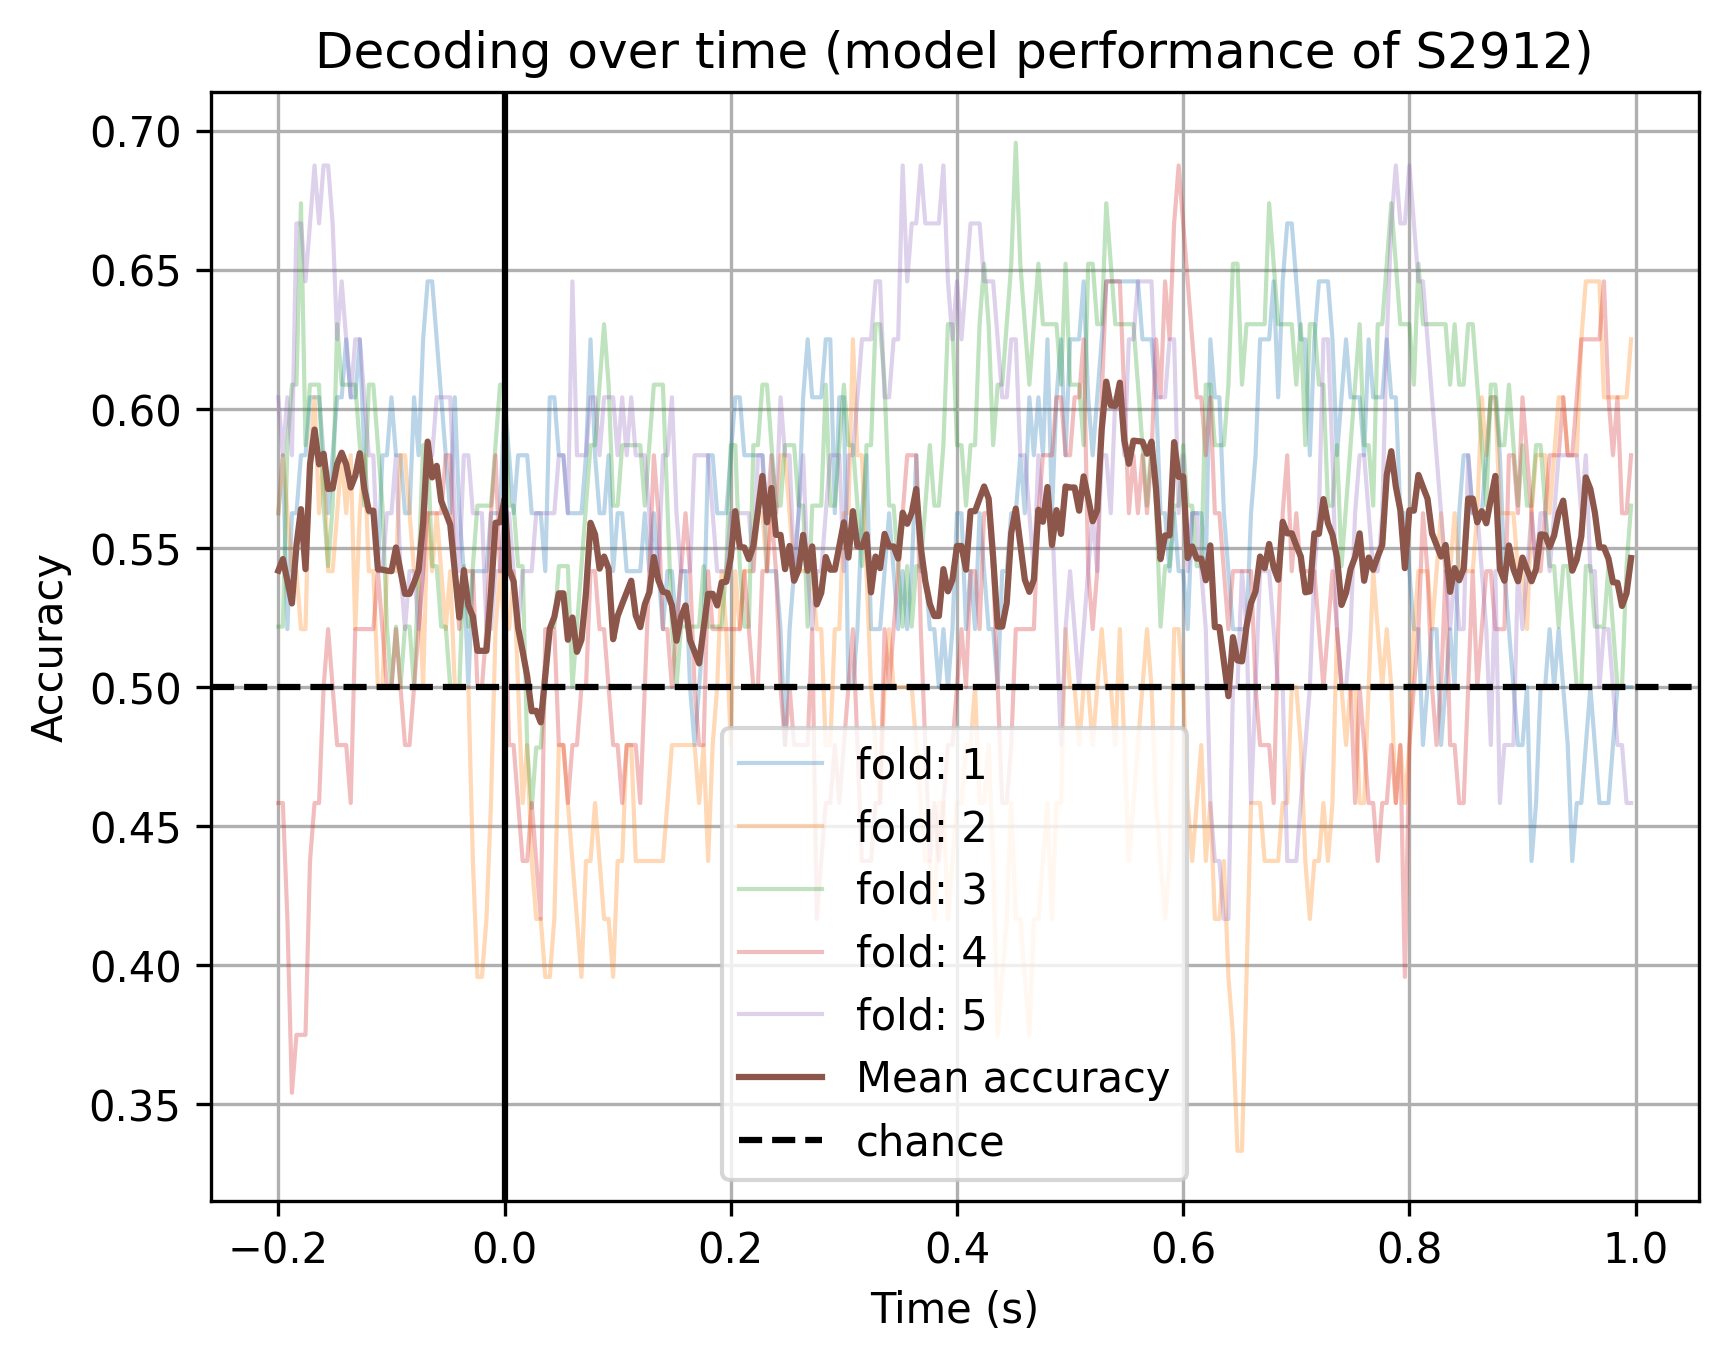 Decoding over time (model performance of S2912)
Accuracy
0.70
0.65
0.60
0.55
0.50
0.45
0.40
0.35
fold: 1
fold: 2
fold: 3
fold: 4
fold: 5
Mean accuracy
chance
−0.2 0.0 0.2 0.4 0.6 0.8 1.0
Time (s)